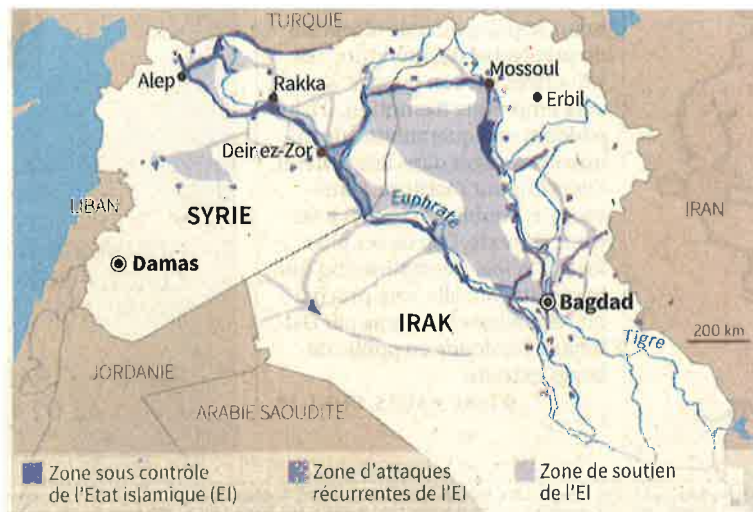 TURQUIE
Alep
Rakka
Mossoul
Erbil
Deir ez-Zor
LIBAN
SYRIE
Euphrate
IRAN
Damas
Bagdad
IRAK
200 km
Tigre
JORDANIE
ARABIE SAOUDITE
Zone sous contrôle
de l'Etat islamique (EI)
Zone d'attaques
récurrentes de l'EI
Zone de soutien
de l'EI